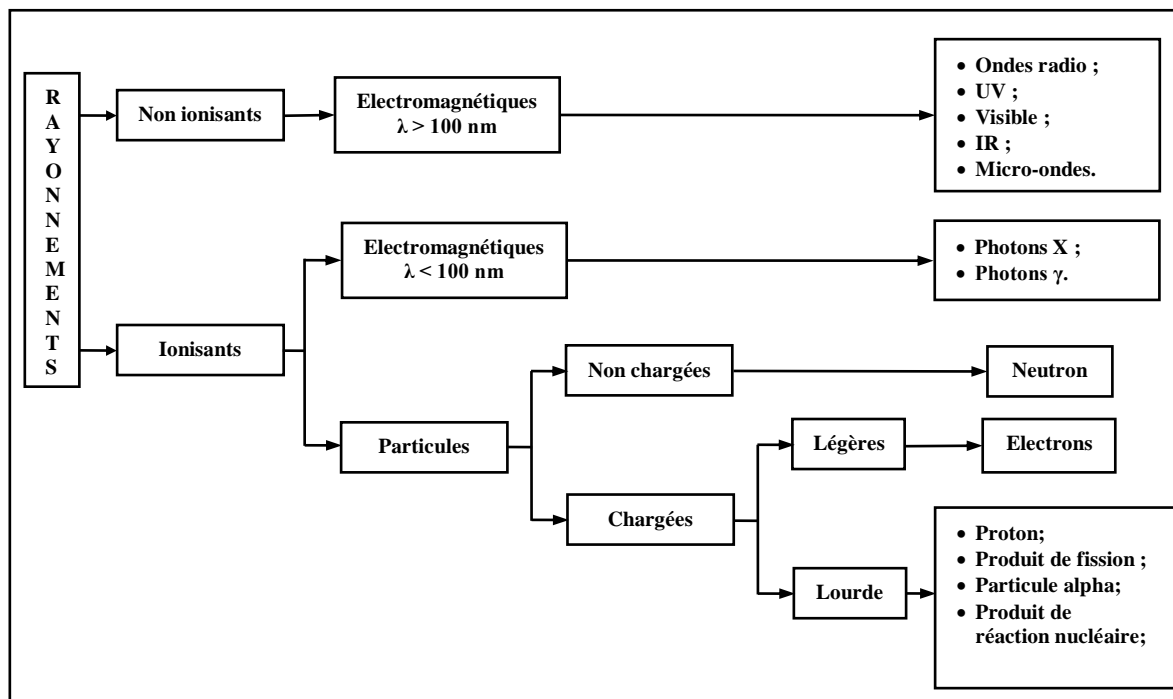 RAYONNEMENTS
Non ionisants
Electromagnétiques
λ > 100 nm
• Ondes radio ;
• UV ;
• Visible ;
• IR ;
• Micro-ondes.
Electromagnétiques
λ < 100 nm
• Photons X ;
• Photons γ.
Ionisants
Non chargées
Neutron
Particules
Légères
Electrons
Chargées
Lourde
• Proton;
• Produit de fission ;
• Particule alpha;
• Produit de
réaction nucléaire;